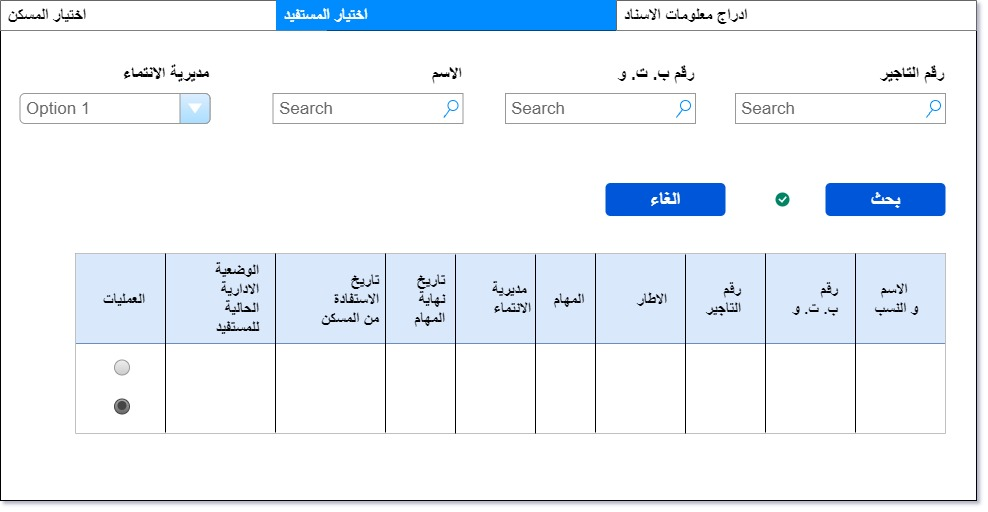 ادراج معلومات الاسناد
اختيار المستفيد
اختيار المسكن
رقم التاجير
رقم ب. ت. و
الاسم
مديرية الانتماء
Search
Search
Search
Option 1
بحث
الغاء
الاسم
و النسب
رقم
ب. ت. و
رقم
التاجير
الاطار
المهام
مديرية
الانتماء
تاريخ
نهاية
المهام
تاريخ
الاستفادة
من المسكن
الوضعية
الادارية
الحالية
للمستفيد
العمليات